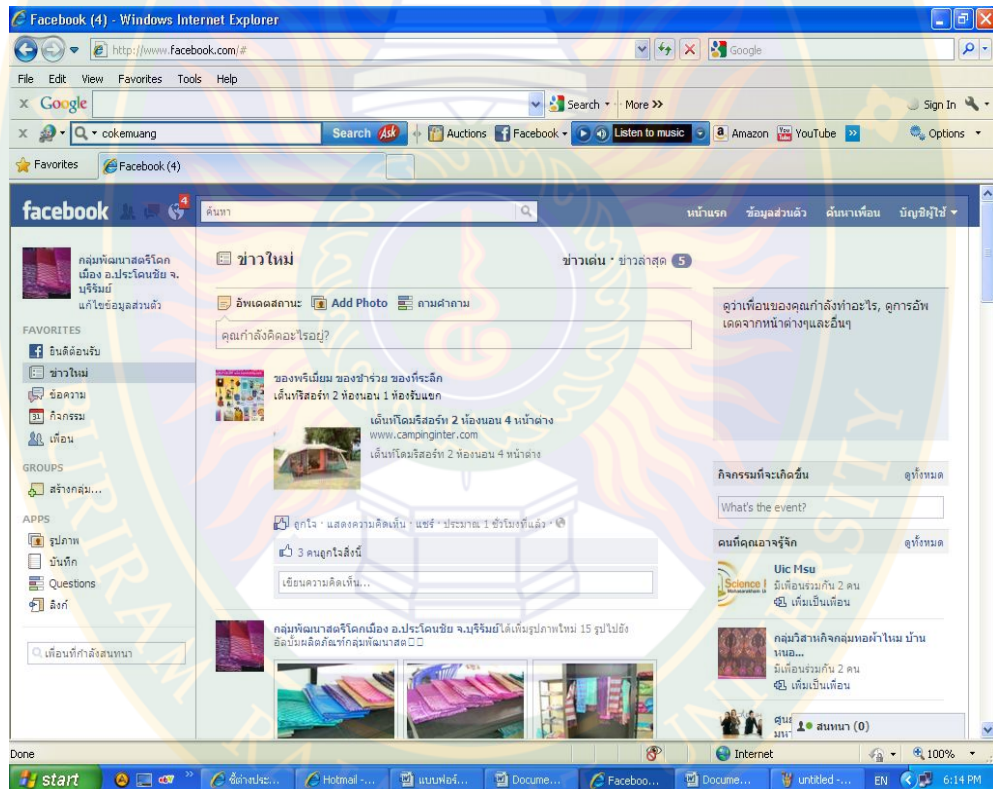 Facebook (4) - Windows Internet Explorer
http://www.facebook.com/#
Google
File Edit View Favorites Tools Help
x Google
Search
More >>
Sign In
x
cokemuang
Search Ask
Auctions
Facebook
Listen to music
Amazon
YouTube
Options
Favorites
Facebook (4)
facebook
4
ค้นหา
หน้าแรก ข้อมูลส่วนตัว ค้นหาเพื่อน บัญชีผู้ใช้
กลุ่มพัฒนาสตรีโคก
เมือง อ.ประโคนชัย จ.
บุรีรัมย์
แก้ไขข้อมูลส่วนตัว
FAVORITES
ยินดีต้อนรับ
ข่าวใหม่
ข้อความ
31 กิจกรรม
เพื่อน
GROUPS
สร้างกลุ่ม...
APPS
รูปภาพ
บันทึก
Questions
ลิงก์
เพื่อนที่กำลังสนทนา
ข่าวใหม่
ข่าวเด่น · ข่าวล่าสุด 5
อัพเดตสถานะ Add Photo ถามคำถาม
คุณกำลังคิดอะไรอยู่?
ของพรีเมี่ยม ของชำร่วย ของที่ระลึก
เต็นท์รีสอร์ท 2 ห้องนอน 1 ห้องรับแขก
เต็นท์โดมรีสอร์ท 2 ห้องนอน 4 หน้าต่าง
www.campinginter.com
เต็นท์โดมรีสอร์ท 2 ห้องนอน 4 หน้าต่าง
ถูกใจ · แสดงความคิดเห็น · แชร์ · ประมาณ 1 ชั่วโมงที่แล้ว ·
3 คนถูกใจสิ่งนี้
เขียนความคิดเห็น...
กลุ่มพัฒนาสตรีโคกเมือง อ.ประโคนชัย จ.บุรีรัมย์ได้เพิ่มรูปภาพใหม่ 15 รูปไปยัง
อัลบั้มผลิตภัณฑ์กลุ่มพัฒนาสต
ดูว่าเพื่อนของคุณกำลังทำอะไร, ดูการอัพ
เดตจากหน้าต่างๆและอื่นๆ
กิจกรรมที่จะเกิดขึ้น ดูทั้งหมด
What's the event?
คนที่คุณอาจรู้จัก ดูทั้งหมด
Uic Msu
มีเพื่อนร่วมกัน 2 คน
เพิ่มเป็นเพื่อน
กลุ่มวิสาหกิจกลุ่มทอผ้าไหม บ้าน
หนอ...
มีเพื่อนร่วมกัน 2 คน
เพิ่มเป็นเพื่อน
สนทนา (0)
Done
Internet
100%
start
Hotmail -...
Docume...
Faceboo...
Docume...
untitled -...
EN
6:14 PM